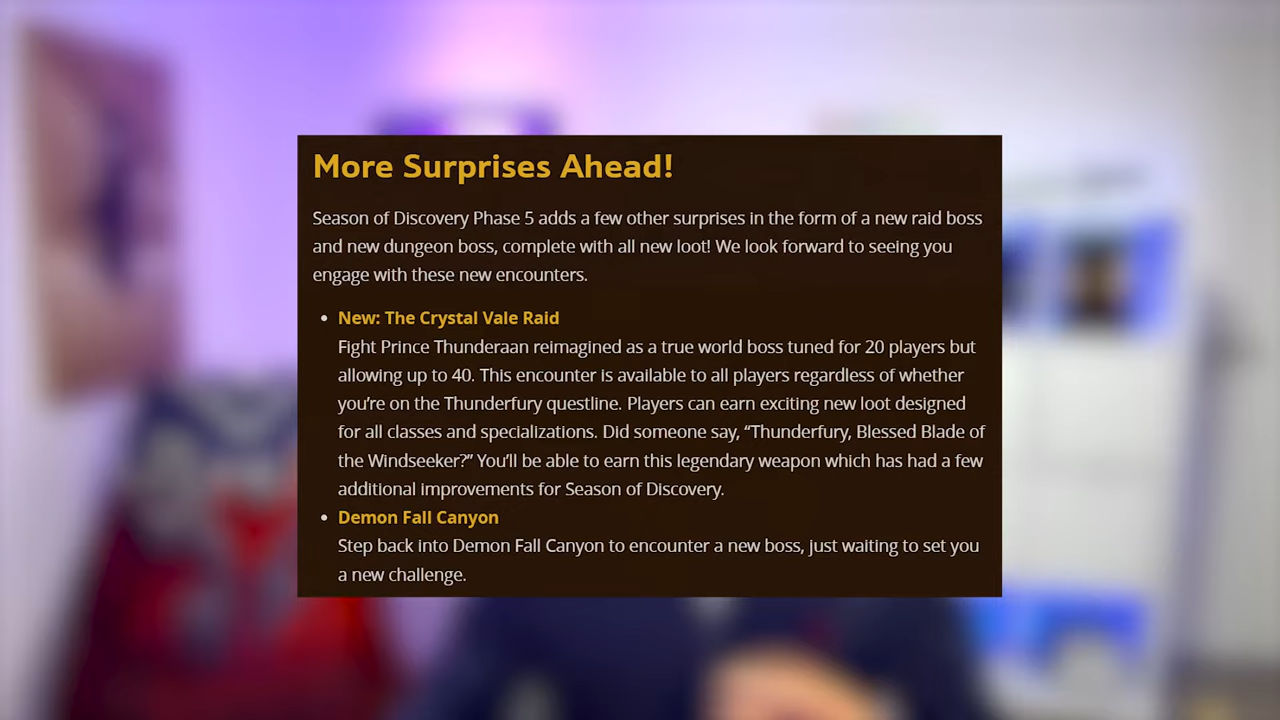 More Surprises Ahead!
Season of Discovery Phase 5 adds a few other surprises in the form of a new raid boss
and new dungeon boss, complete with all new loot! We look forward to seeing you
engage with these new encounters.
• New: The Crystal Vale Raid
Fight Prince Thunderaan reimagined as a true world boss tuned for 20 players but
allowing up to 40. This encounter is available to all players regardless of whether
you’re on the Thunderfury questline. Players can earn exciting new loot designed
for all classes and specializations. Did someone say, “Thunderfury, Blessed Blade of
the Windseeker?” You’ll be able to earn this legendary weapon which has had a few
additional improvements for Season of Discovery.
• Demon Fall Canyon
Step back into Demon Fall Canyon to encounter a new boss, just waiting to set you
a new challenge.